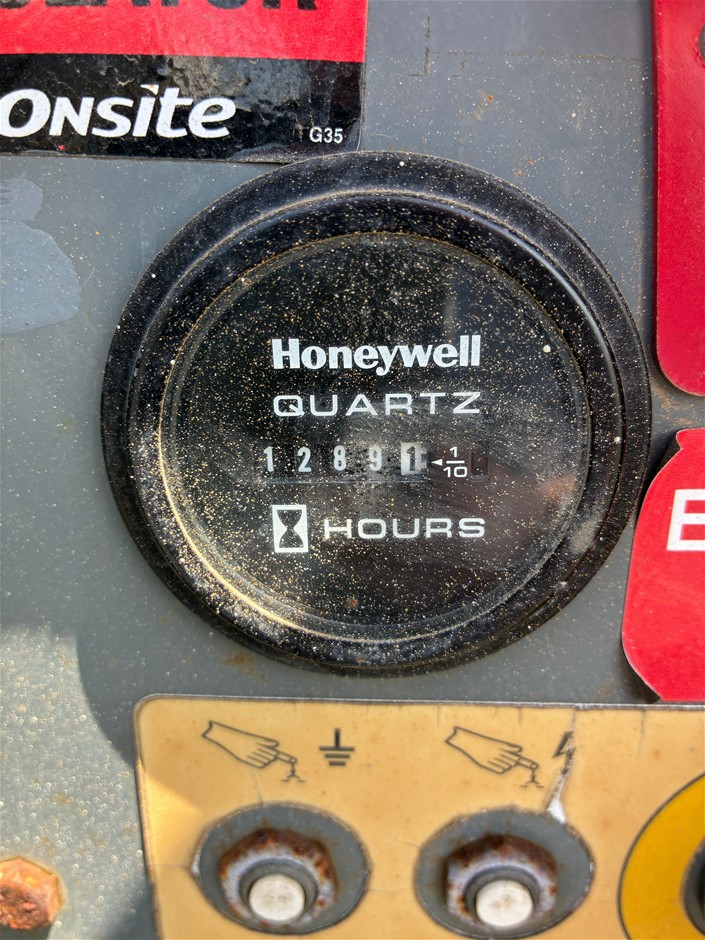 ONSite
G35
Honeywell
QUARTZ
1 2 8 9 1 ◄ 1/10
HOURS